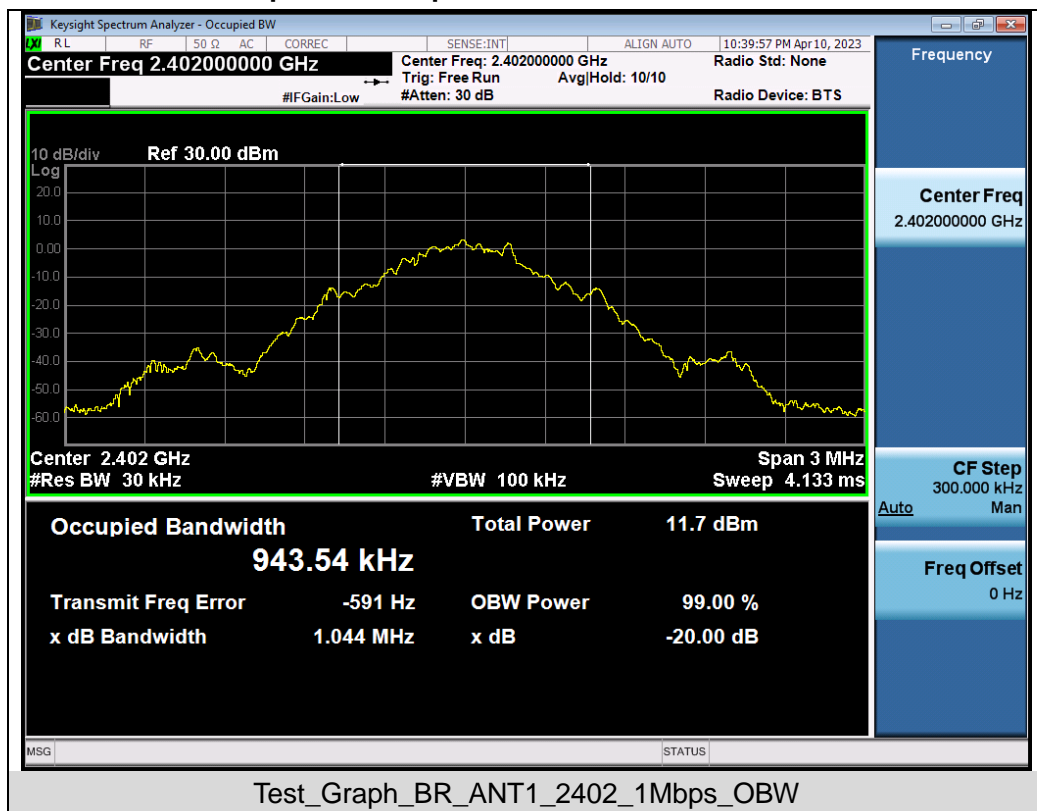 Keysight Spectrum Analyzer - Occupied BW
LXI RL RF 50 Ω AC CORREC SENSE:INT ALIGN AUTO 10:39:57 PM Apr 10, 2023
Center Freq 2.402000000 GHz
Center Freq: 2.402000000 GHz
Radio Std: None
Trig: Free Run Avg|Hold: 10/10
#IFGain:Low
#Atten: 30 dB
Radio Device: BTS
10 dB/div Ref 30.00 dBm
Log
20.0
10.0
0.00
-10.0
-20.0
-30.0
-40.0
-50.0
-60.0
Center 2.402 GHz Span 3 MHz
#Res BW 30 kHz #VBW 100 kHz Sweep 4.133 ms
Occupied Bandwidth Total Power 11.7 dBm
943.54 kHz
Transmit Freq Error -591 Hz OBW Power 99.00 %
x dB Bandwidth 1.044 MHz x dB -20.00 dB
MSG STATUS
Frequency
Center Freq
2.402000000 GHz
CF Step
300.000 kHz
Auto Man
Freq Offset
0 Hz
Test_Graph_BR_ANT1_2402_1Mbps_OBW